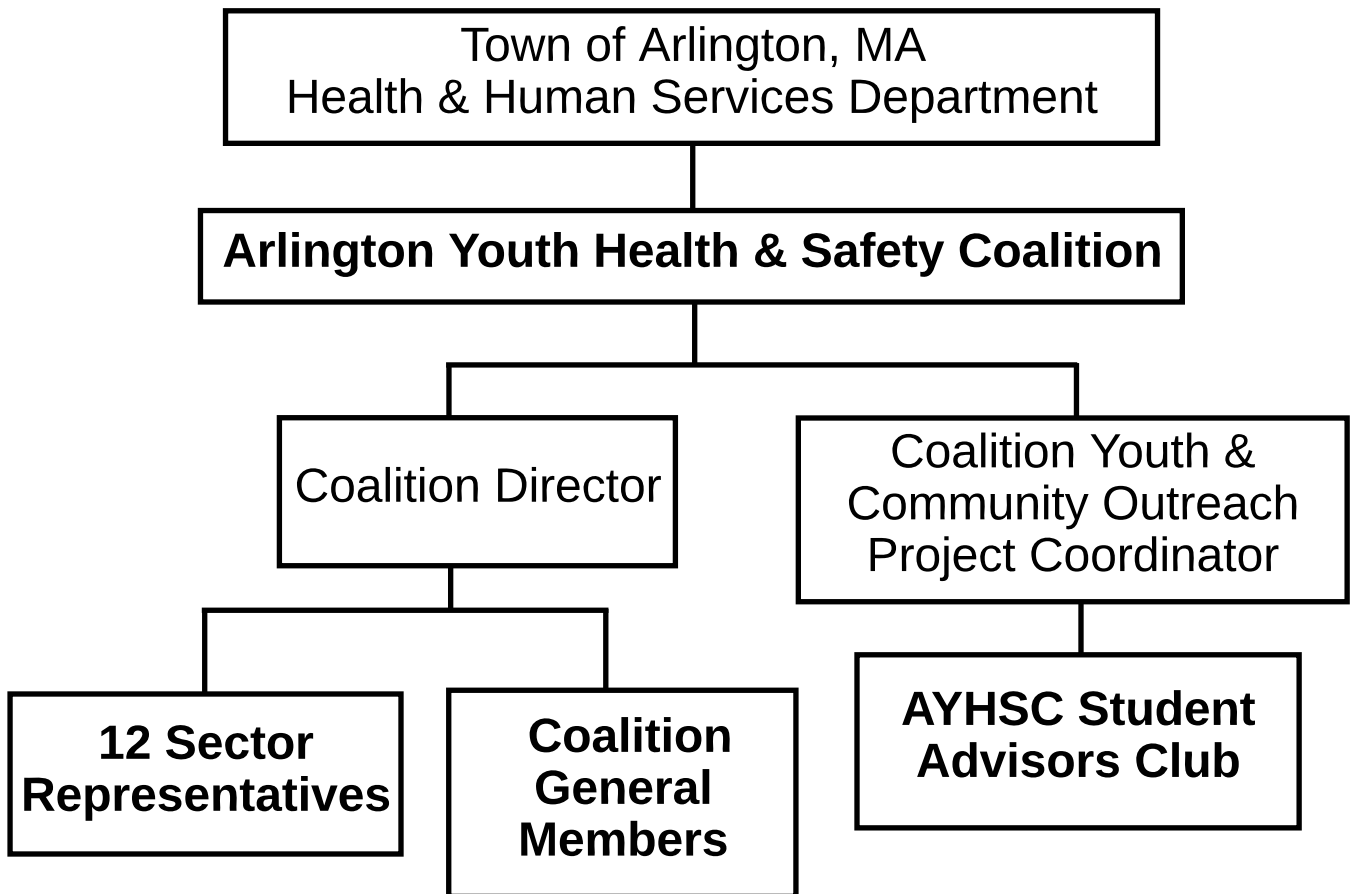 Town of Arlington, MA
Health & Human Services Department
Arlington Youth Health & Safety Coalition
Coalition Director
Coalition Youth &
Community Outreach
Project Coordinator
12 Sector
Representatives
Coalition
General
Members
AYHSC Student
Advisors Club